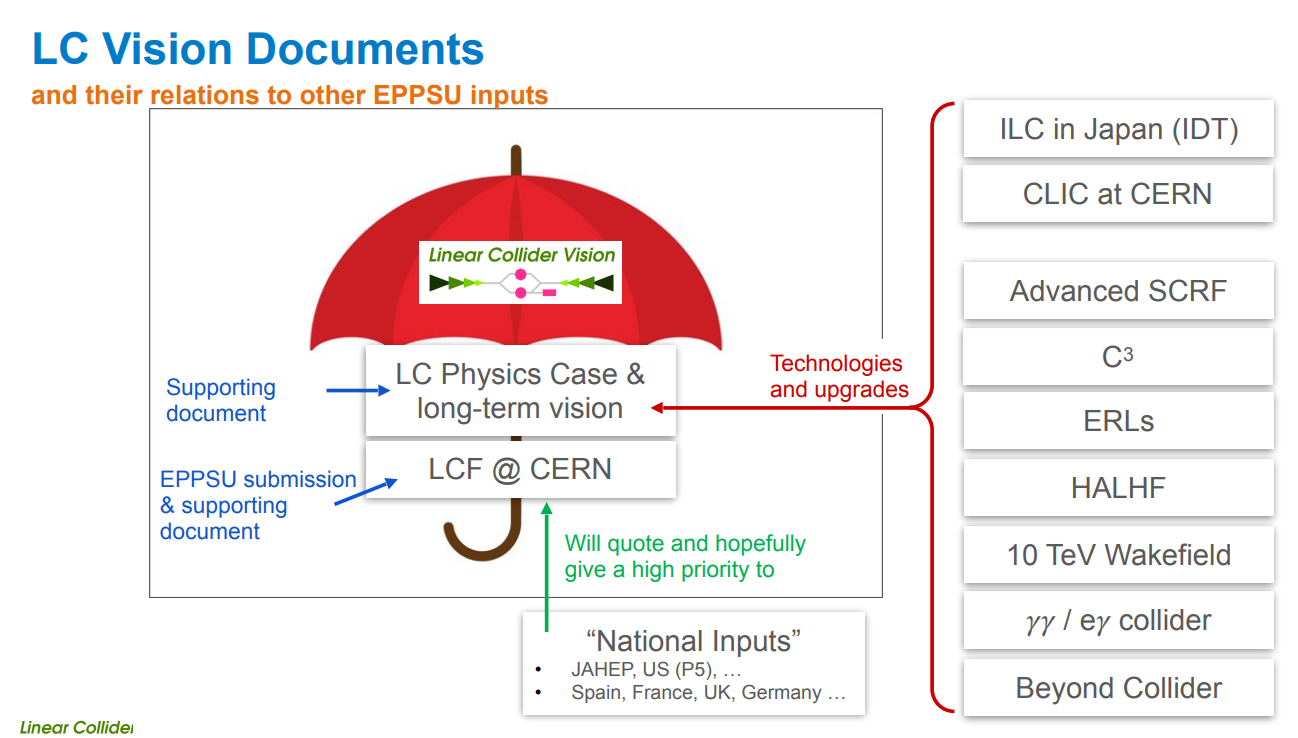 LC Vision Documents
and their relations to other EPPSU inputs
Linear Collider Vision
LC Physics Case &
long-term vision
LCF @ CERN
Supporting
document
EPPSU submission
& supporting
document
Will quote and hopefully
give a high priority to
“National Inputs”
• JAHEP, US (P5), …
• Spain, France, UK, Germany …
Technologies
and upgrades
ILC in Japan (IDT)
CLIC at CERN
Advanced SCRF
C³
ERLs
HALHF
10 TeV Wakefield
γγ / eγ collider
Beyond Collider
Linear Collider